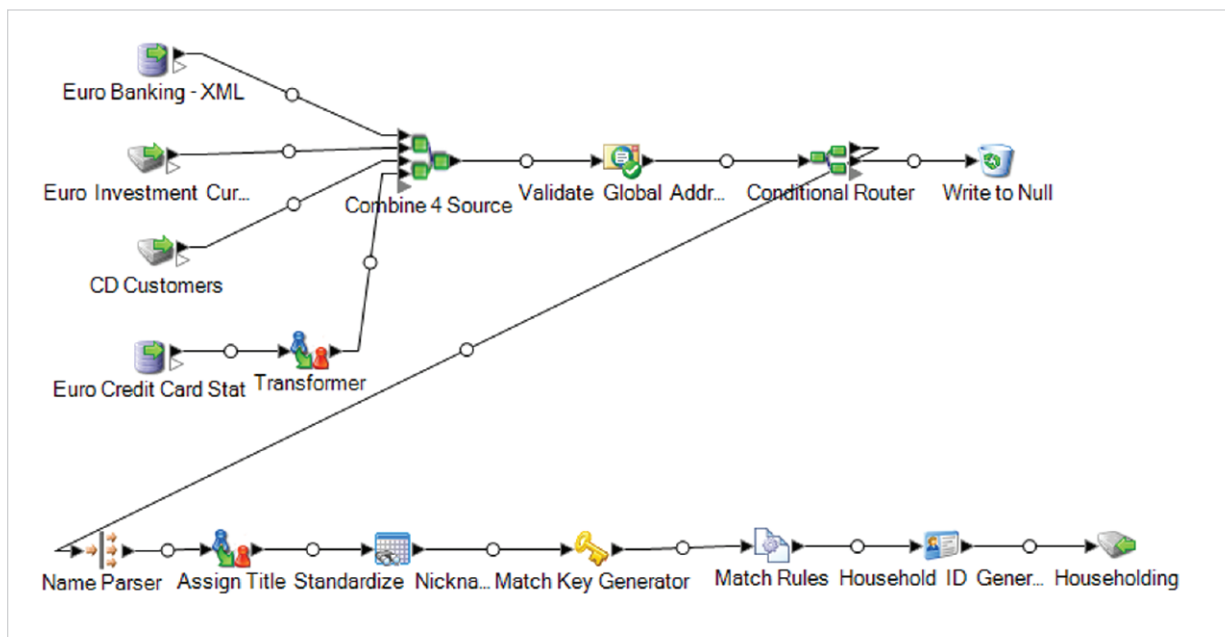 Euro Banking - XML
Euro Investment Cur...
Combine 4 Source
Validate Global Addr...
Conditional Router
Write to Null
CD Customers
Euro Credit Card Stat
Transformer
Name Parser
Assign Title
Standardize Nickna...
Match Key Generator
Match Rules
Household ID Gener...
Householding